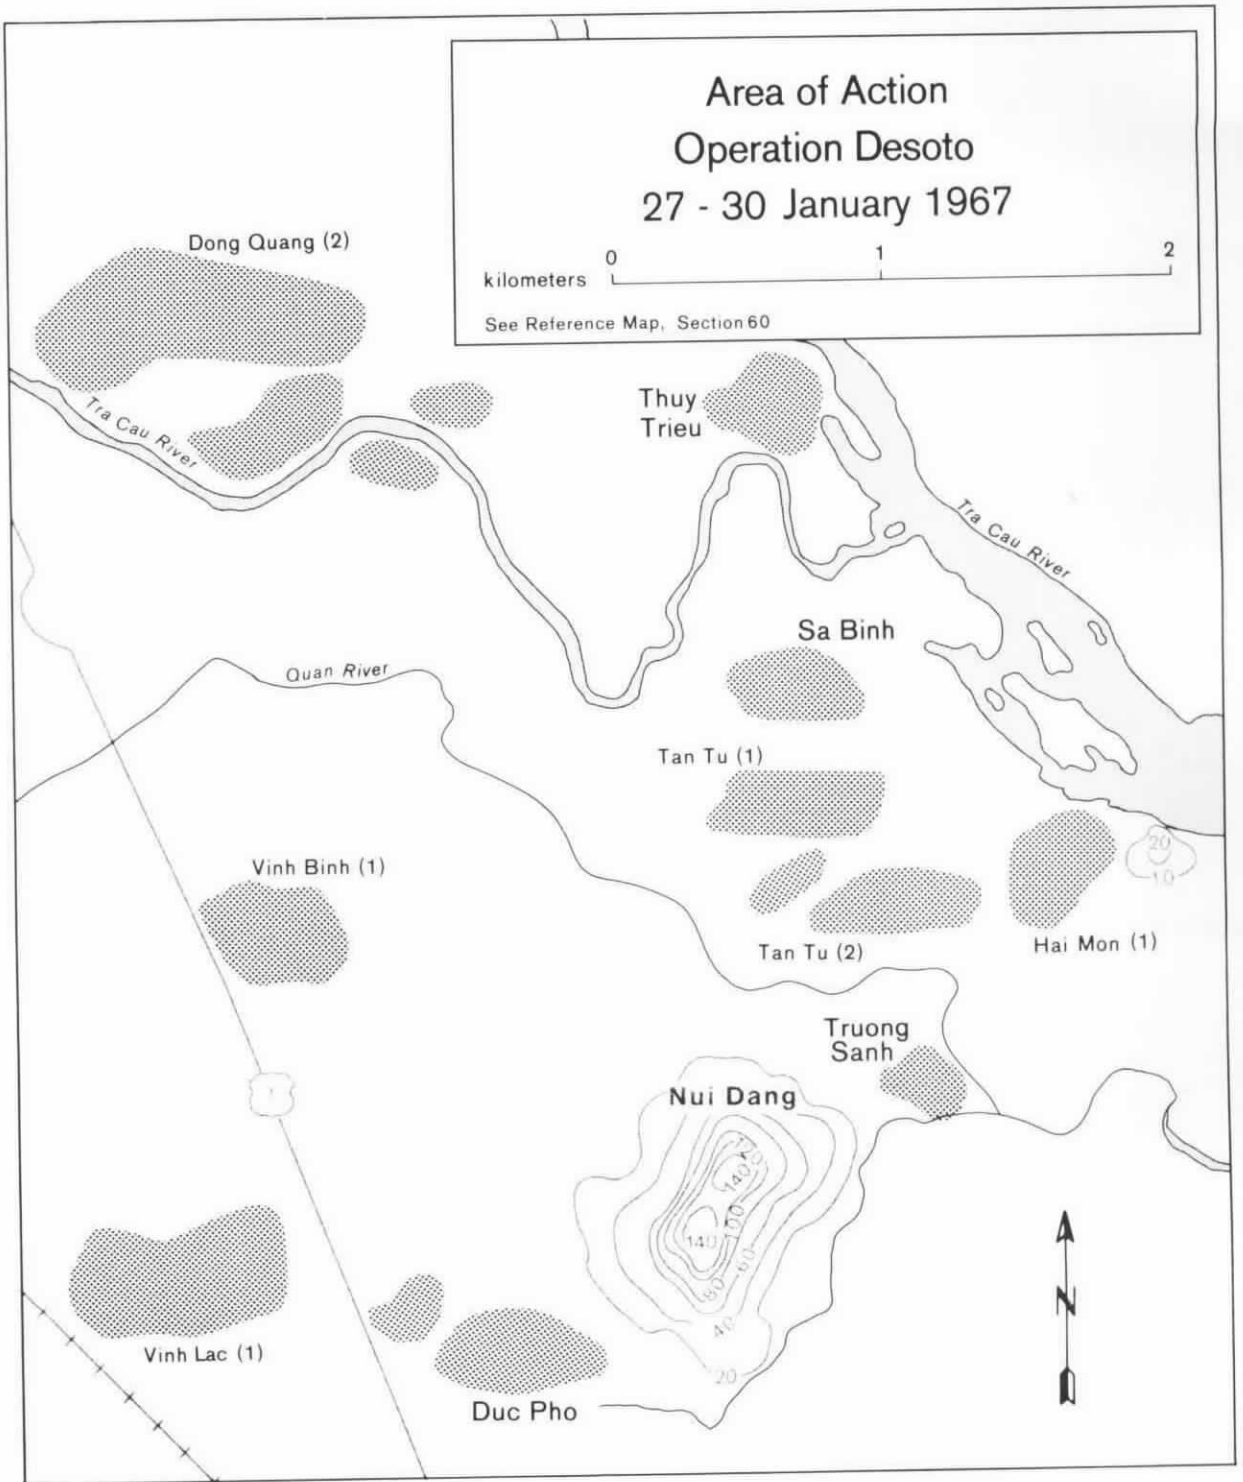 Area of Action
Operation Desoto
27 - 30 January 1967
0 1 2
kilometers
See Reference Map, Section 60
Dong Quang (2)
Thuy
Trieu
Tra Cau River
Tra Cau River
Sa Binh
Quan River
Tan Tu (1)
20
10
Vinh Binh (1)
Hai Mon (1)
Tan Tu (2)
Truong
Sanh
1
Nui Dang
120
140
100
140
60
80
40
20
N
Vinh Lac (1)
Duc Pho